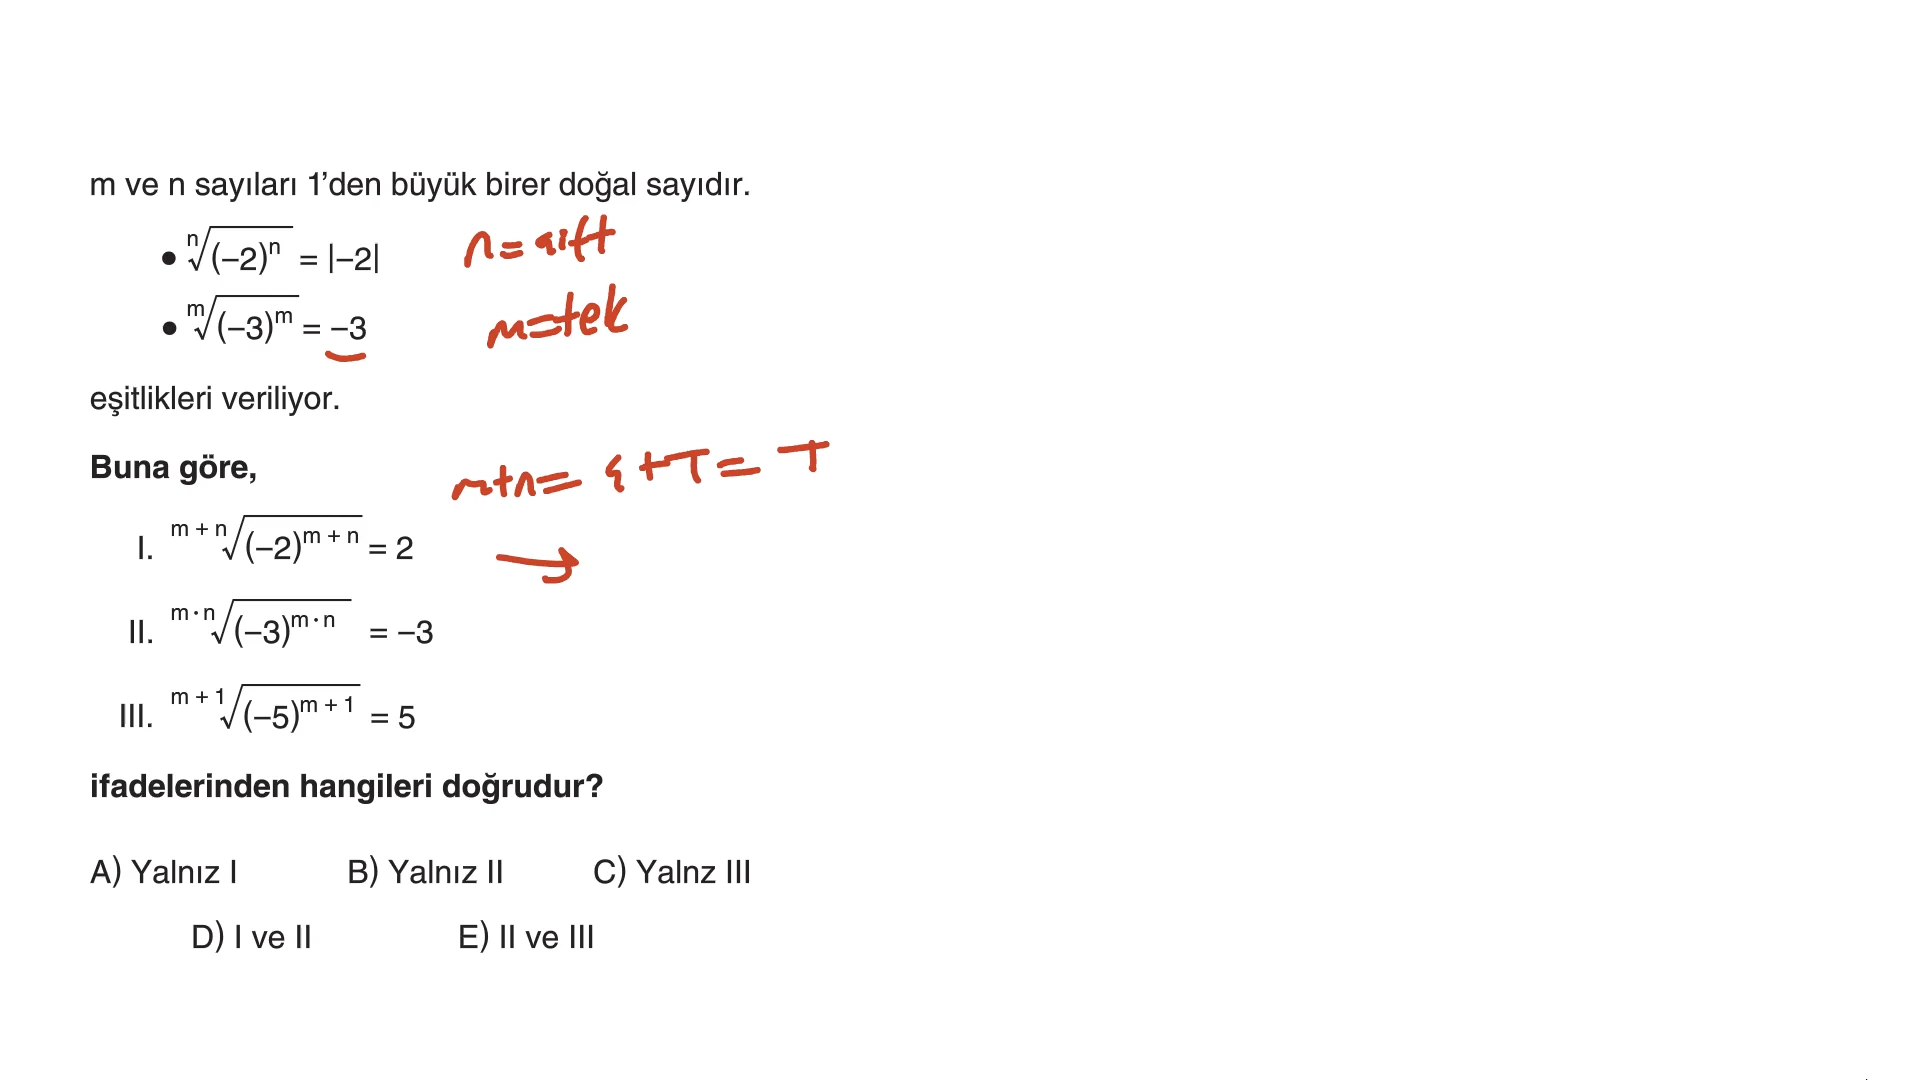 m ve n sayıları 1’den büyük birer doğal sayıdır.
• ⁿ√(–2)ⁿ = |–2| n = çift
• ᵐ√(–3)ᵐ = –3 m = tek
eşitlikleri veriliyor.
Buna göre, m+n = ç+T = T
I. ᵐ⁺ⁿ√(–2)ᵐ⁺ⁿ = 2 →
II. ᵐ·ⁿ√(–3)ᵐ·ⁿ = –3
III. ᵐ⁺¹√(–5)ᵐ⁺¹ = 5
ifadelerinden hangileri doğrudur?
A) Yalnız I B) Yalnız II C) Yalnz III
D) I ve II E) II ve III